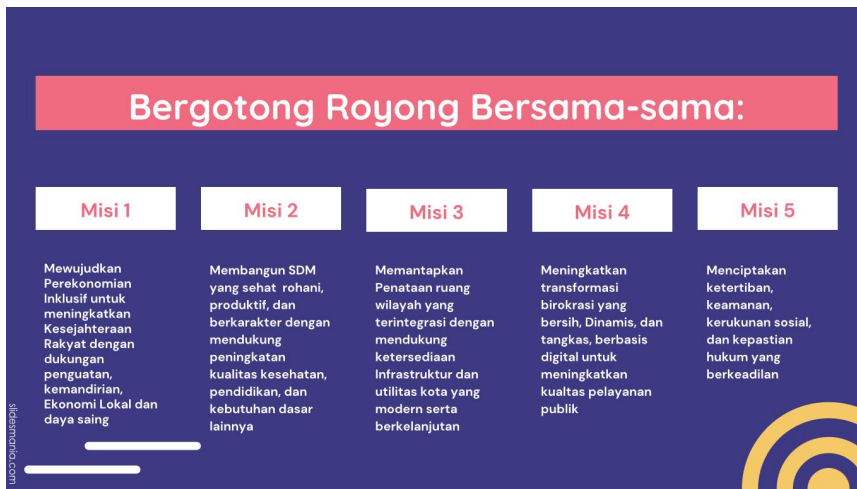 Bergotong Royong Bersama-sama:
Misi 1
Mewujudkan
Perekonomian
Inklusif untuk
meningkatkan
Kesejahteraan
Rakyat dengan
dukungan
penguatan,
kemandirian,
Ekonomi Lokal dan
daya saing
Misi 2
Membangun SDM
yang sehat rohani,
produktif, dan
berkarakter dengan
mendukung
peningkatan
kualitas kesehatan,
pendidikan, dan
kebutuhan dasar
lainnya
Misi 3
Memantapkan
Penataan ruang
wilayah yang
terintegrasi dengan
mendukung
ketersediaan
Infrastruktur dan
utilitas kota yang
modern serta
berkelanjutan
Misi 4
Meningkatkan
transformasi
birokrasi yang
bersih, Dinamis, dan
tangkas, berbasis
digital untuk
meningkatkan
kualtas pelayanan
publik
Misi 5
Menciptakan
ketertiban,
keamanan,
kerukunan sosial,
dan kepastian
hukum yang
berkeadilan
slidesmania.com